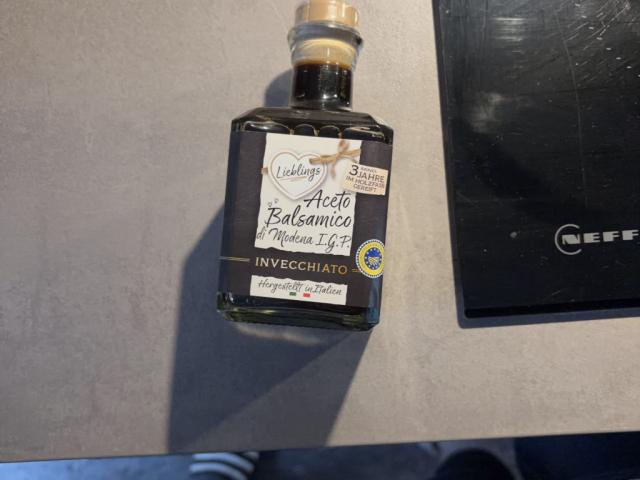 Lieblings
3 JAHRE
IM HOLZFASS
GEREIFT
Aceto
Balsamico
di Modena I.G.P.
INVECCHIATO
Hergestellt in Italien
NEFF